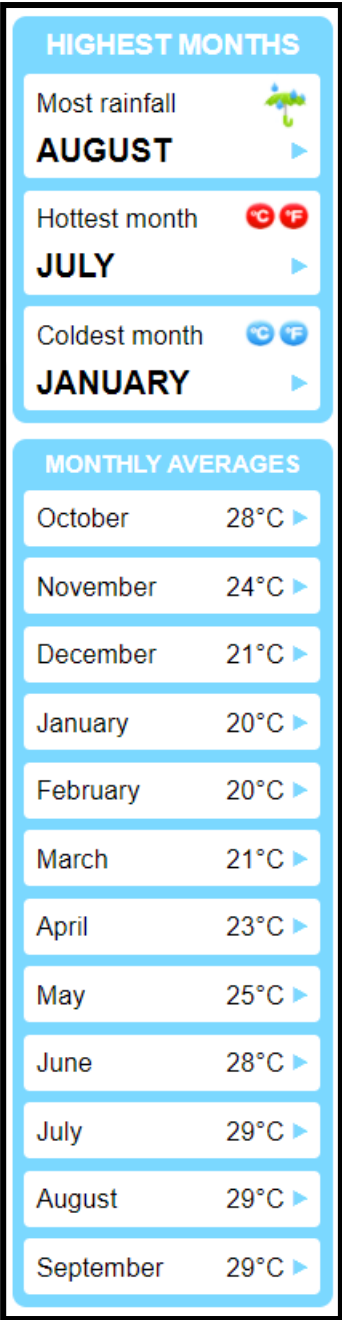 HIGHEST MONTHS
Most rainfall
AUGUST
Hottest month °C °F
JULY
Coldest month °C °F
JANUARY
MONTHLY AVERAGES
October 28°C
November 24°C
December 21°C
January 20°C
February 20°C
March 21°C
April 23°C
May 25°C
June 28°C
July 29°C
August 29°C
September 29°C